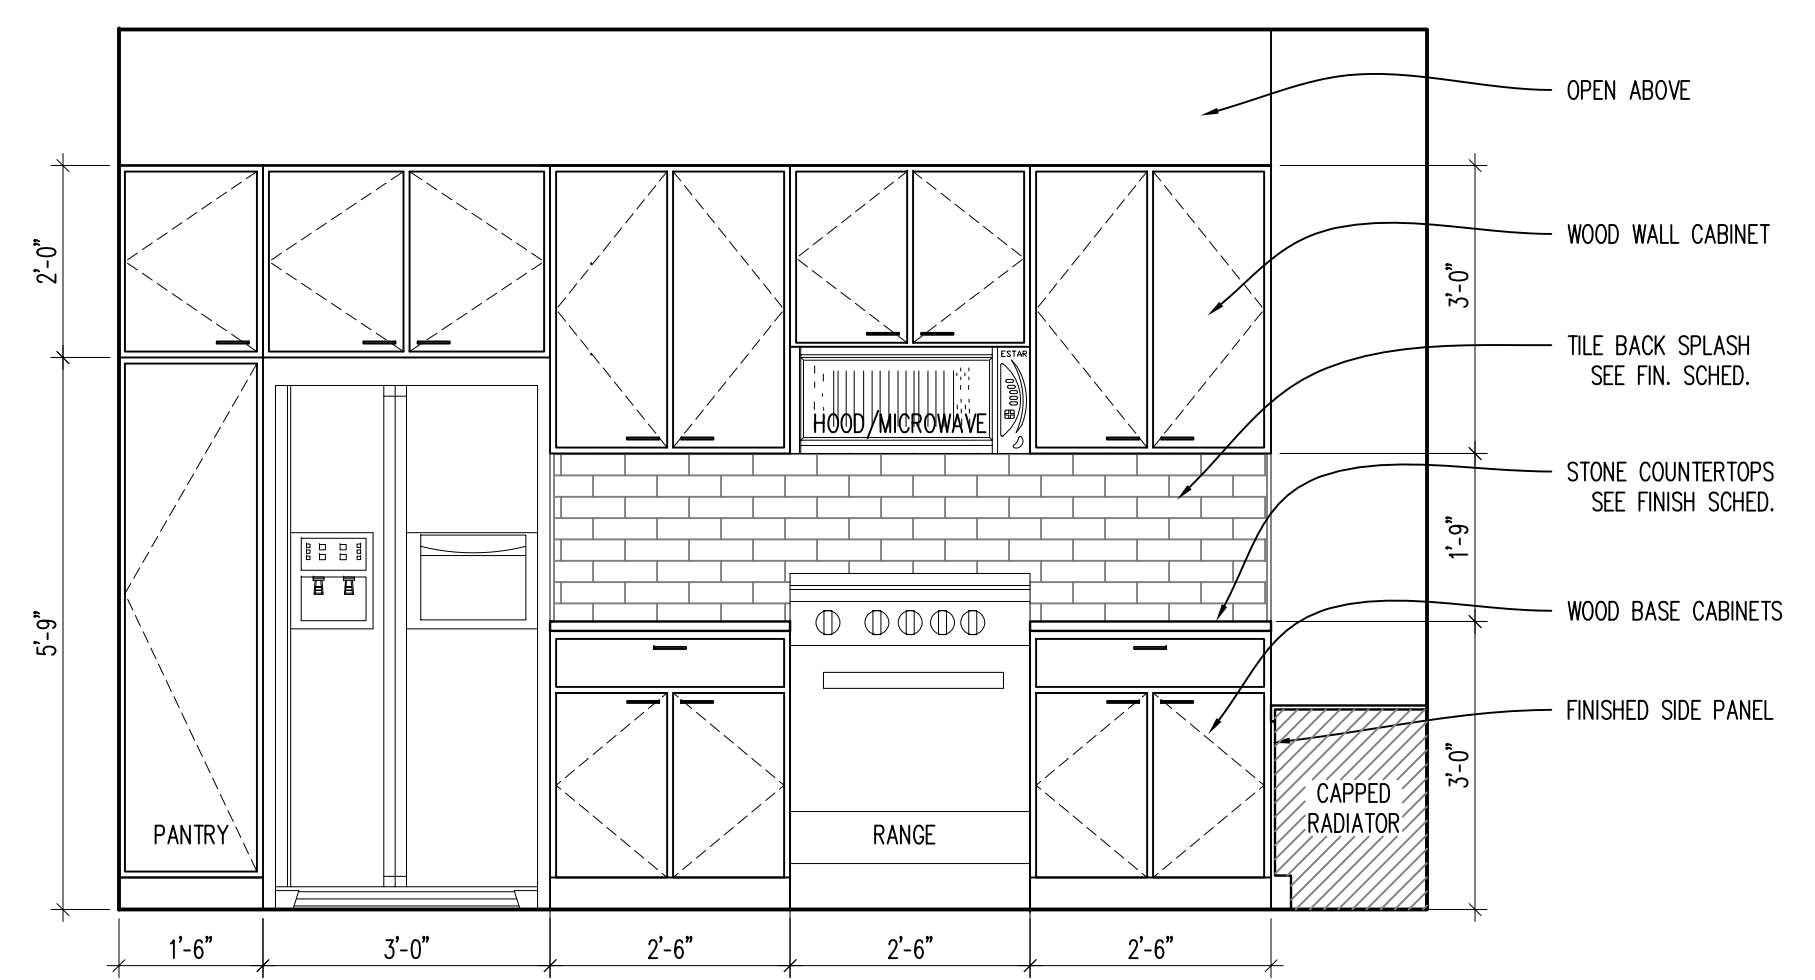 OPEN ABOVE
WOOD WALL CABINET
2'-0"
3'-0"
TILE BACK SPLASH
SEE FIN. SCHED.
ESTAR
HOOD/MICROWAVE
STONE COUNTERTOPS
SEE FINISH SCHED.
1'-9"
WOOD BASE CABINETS
5'-9"
FINISHED SIDE PANEL
3'-0"
CAPPED
RADIATOR
PANTRY
RANGE
1'-6"
3'-0"
2'-6"
2'-6"
2'-6"